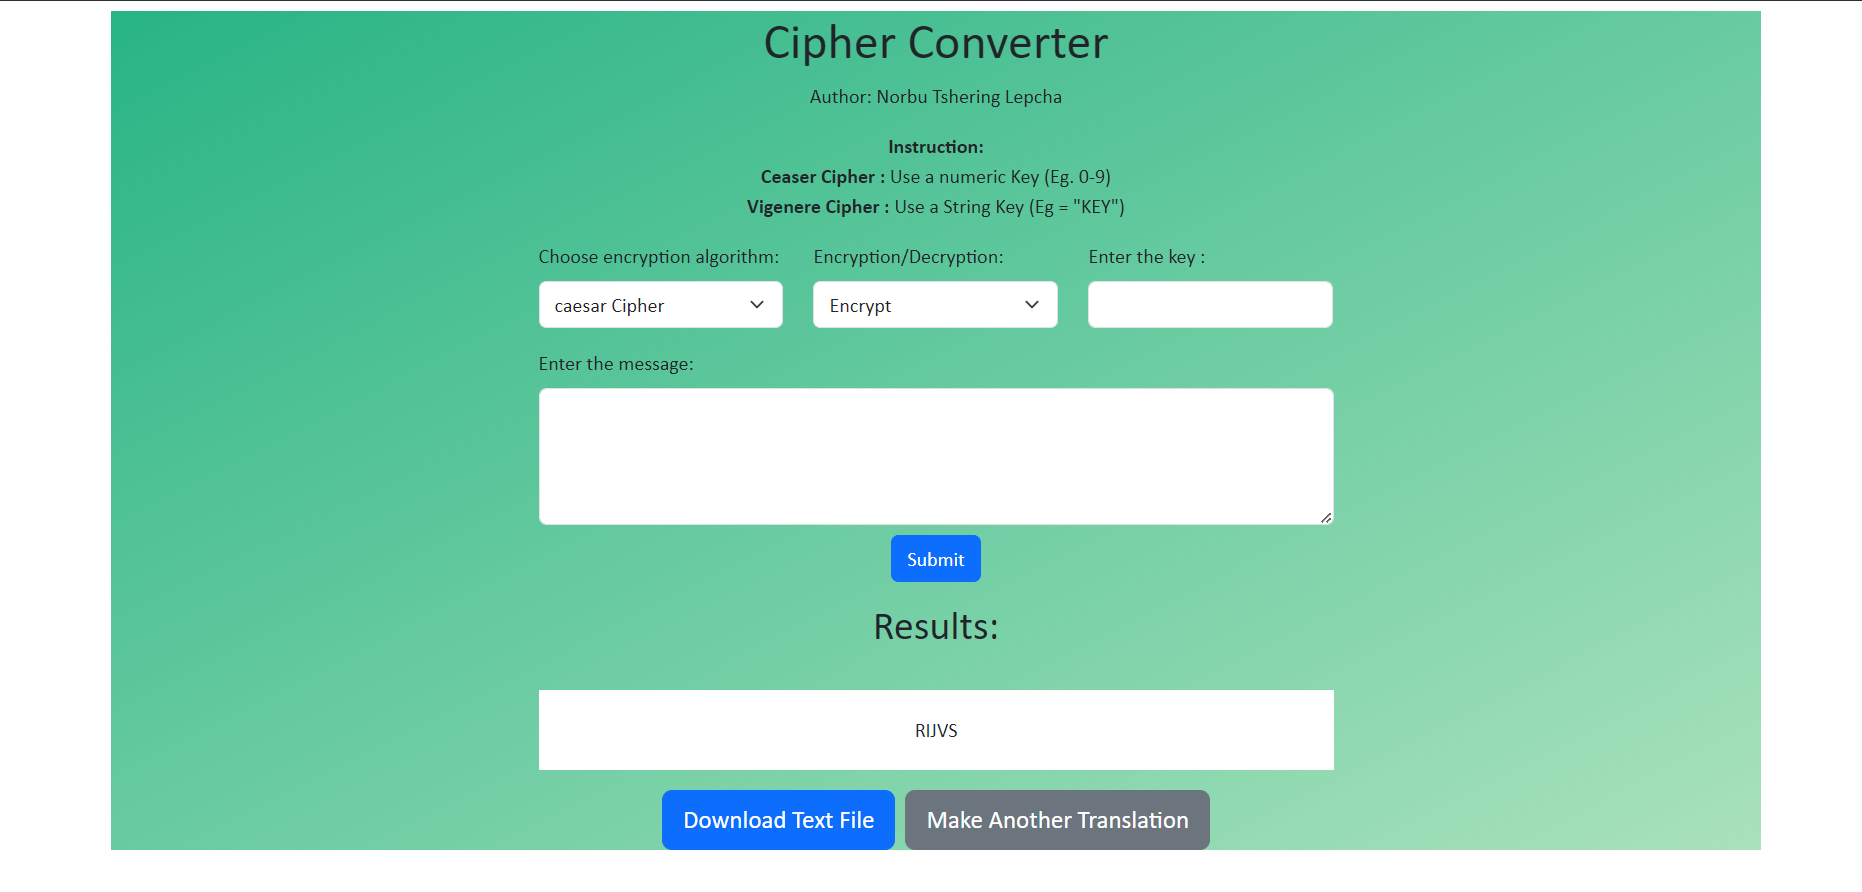 Cipher Converter
Author: Norbu Tshering Lepcha
Instruction:
Ceaser Cipher : Use a numeric Key (Eg. 0-9)
Vigenere Cipher : Use a String Key (Eg = "KEY")
Choose encryption algorithm: Encryption/Decryption: Enter the key :
caesar Cipher Encrypt
Enter the message:
Submit
Results:
RIJVS
Download Text File Make Another Translation